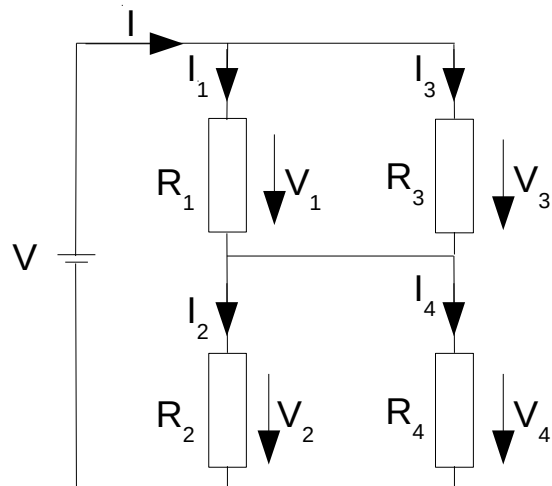 I
I₁
I₃
R₁
V₁
R₃
V₃
V
I₂
I₄
R₂
V₂
R₄
V₄